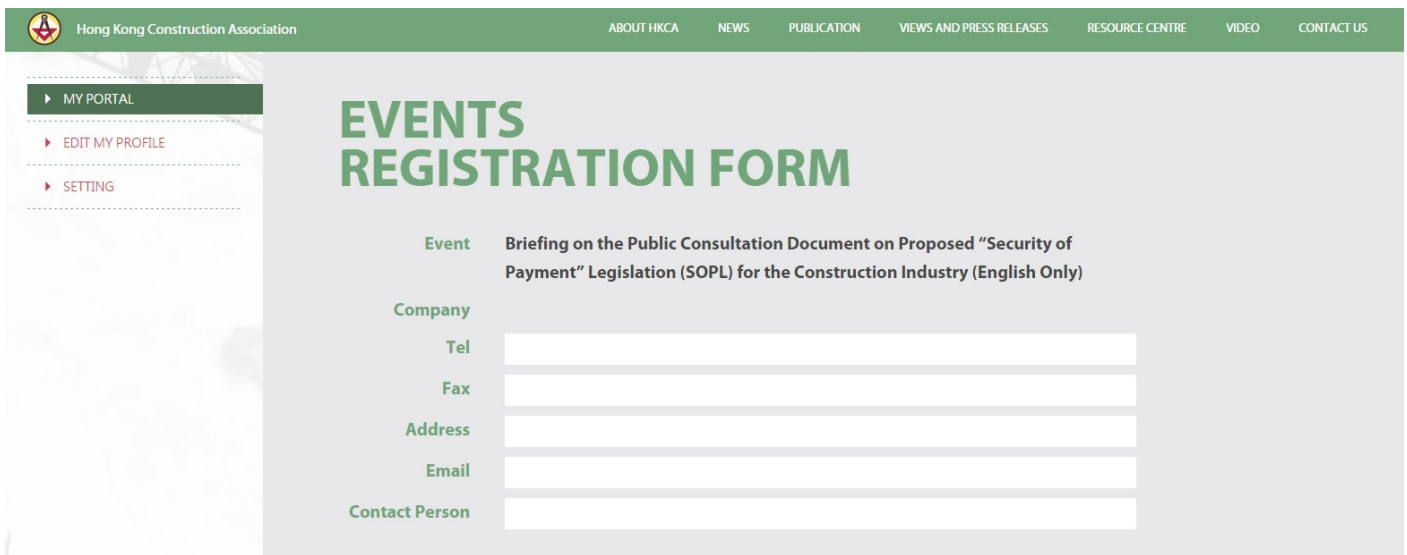 Hong Kong Construction Association
ABOUT HKCA NEWS PUBLICATION VIEWS AND PRESS RELEASES RESOURCE CENTRE VIDEO CONTACT US
MY PORTAL
EDIT MY PROFILE
SETTING
EVENTS
REGISTRATION FORM
Event Briefing on the Public Consultation Document on Proposed “Security of
Payment” Legislation (SOPL) for the Construction Industry (English Only)
Company
Tel
Fax
Address
Email
Contact Person